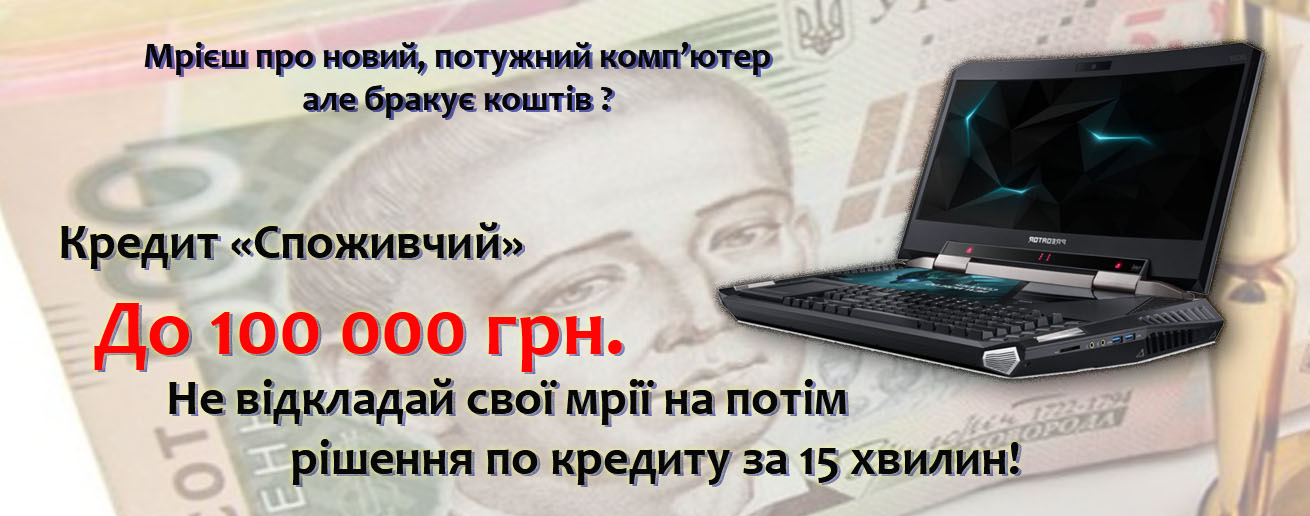 Мрієш про новий, потужний комп’ютер
але бракує коштів ?
Кредит «Споживчий»
До 100 000 грн.
Не відкладай свої мрії на потім
рішення по кредиту за 15 хвилин!
PREDATOR